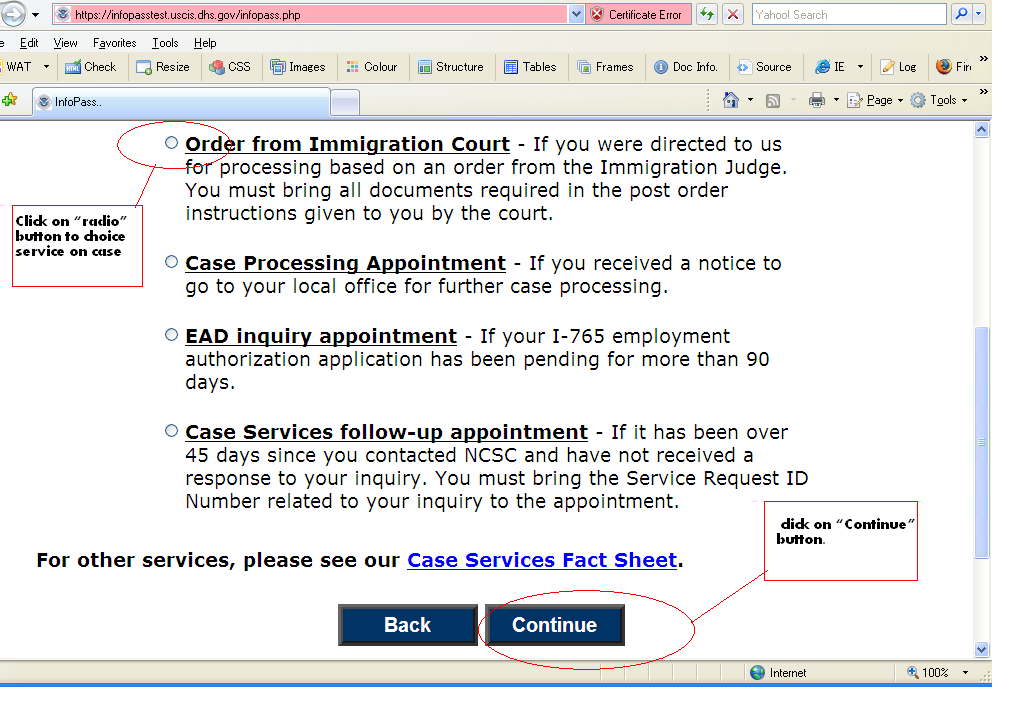 https://infopasstest.uscis.dhs.gov/infopass.php
Certificate Error
Yahoo! Search
e Edit View Favorites Tools Help
WAT Check Resize CSS Images Colour Structure Tables Frames Doc Info. Source IE Log Fir »
InfoPass..
Page Tools »
Order from Immigration Court - If you were directed to us
for processing based on an order from the Immigration Judge.
You must bring all documents required in the post order
instructions given to you by the court.
Click on “radio”
button to choice
service on case
Case Processing Appointment - If you received a notice to
go to your local office for further case processing.
EAD inquiry appointment - If your I-765 employment
authorization application has been pending for more than 90
days.
Case Services follow-up appointment - If it has been over
45 days since you contacted NCSC and have not received a
response to your inquiry. You must bring the Service Request ID
Number related to your inquiry to the appointment.
click on “Continue”
button.
For other services, please see our Case Services Fact Sheet.
Back Continue
Internet 100%